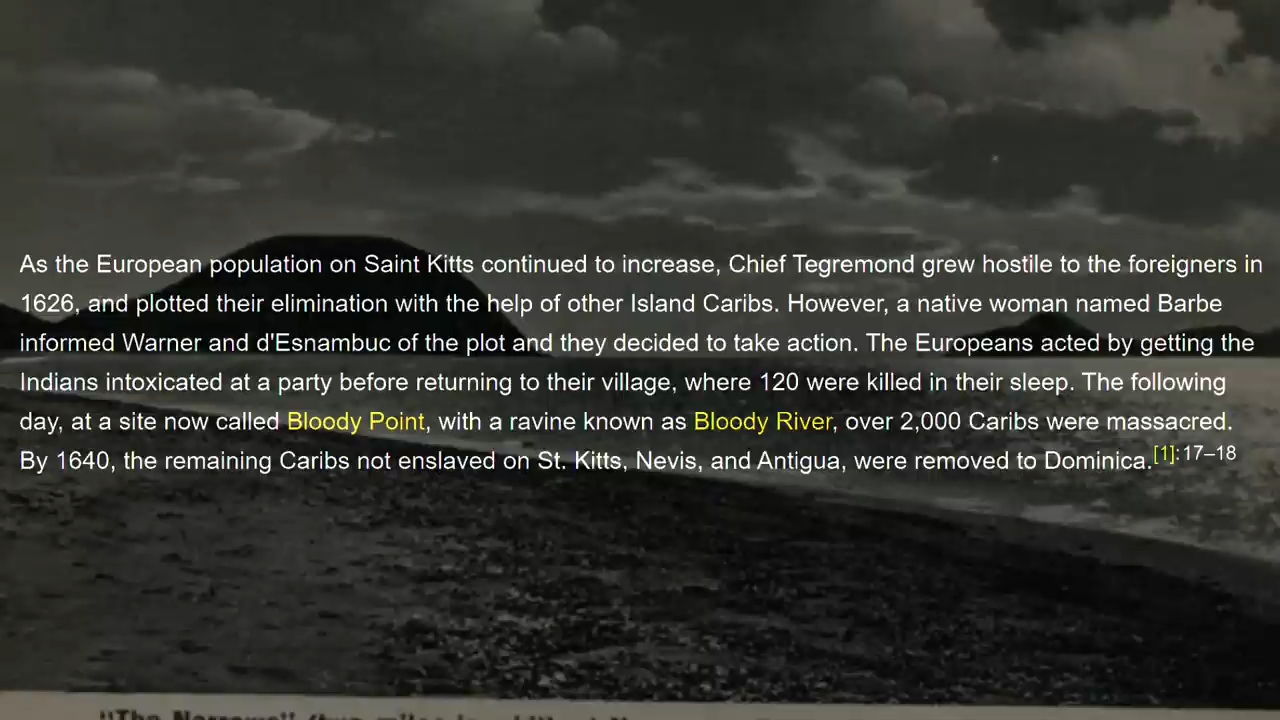 As the European population on Saint Kitts continued to increase, Chief Tegremond grew hostile to the foreigners in
1626, and plotted their elimination with the help of other Island Caribs. However, a native woman named Barbe
informed Warner and d'Esnambuc of the plot and they decided to take action. The Europeans acted by getting the
Indians intoxicated at a party before returning to their village, where 120 were killed in their sleep. The following
day, at a site now called Bloody Point, with a ravine known as Bloody River, over 2,000 Caribs were massacred.
By 1640, the remaining Caribs not enslaved on St. Kitts, Nevis, and Antigua, were removed to Dominica.[1]:17–18
"The Narrows" (two miles